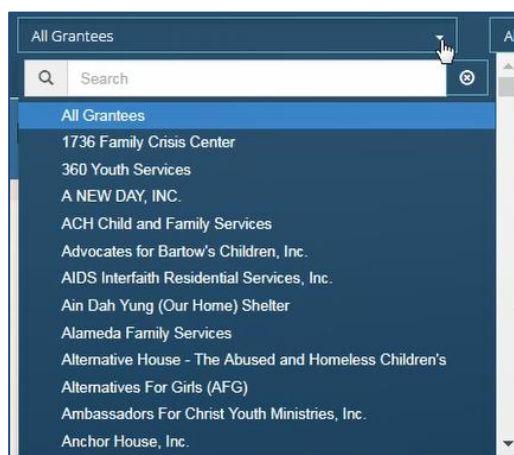 All Grantees
Search
All Grantees
1736 Family Crisis Center
360 Youth Services
A NEW DAY, INC.
ACH Child and Family Services
Advocates for Bartow's Children, Inc.
AIDS Interfaith Residential Services, Inc.
Ain Dah Yung (Our Home) Shelter
Alameda Family Services
Alternative House - The Abused and Homeless Children's
Alternatives For Girls (AFG)
Ambassadors For Christ Youth Ministries, Inc.
Anchor House, Inc.